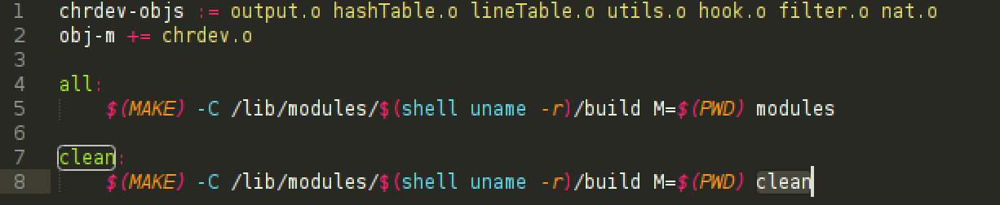 1 chrdev-objs := output.o hashTable.o lineTable.o utils.o hook.o filter.o nat.o
2 obj-m += chrdev.o
3
4 all:
5 $(MAKE) -C /lib/modules/$(shell uname -r)/build M=$(PWD) modules
6
7 clean:
8 $(MAKE) -C /lib/modules/$(shell uname -r)/build M=$(PWD) clean